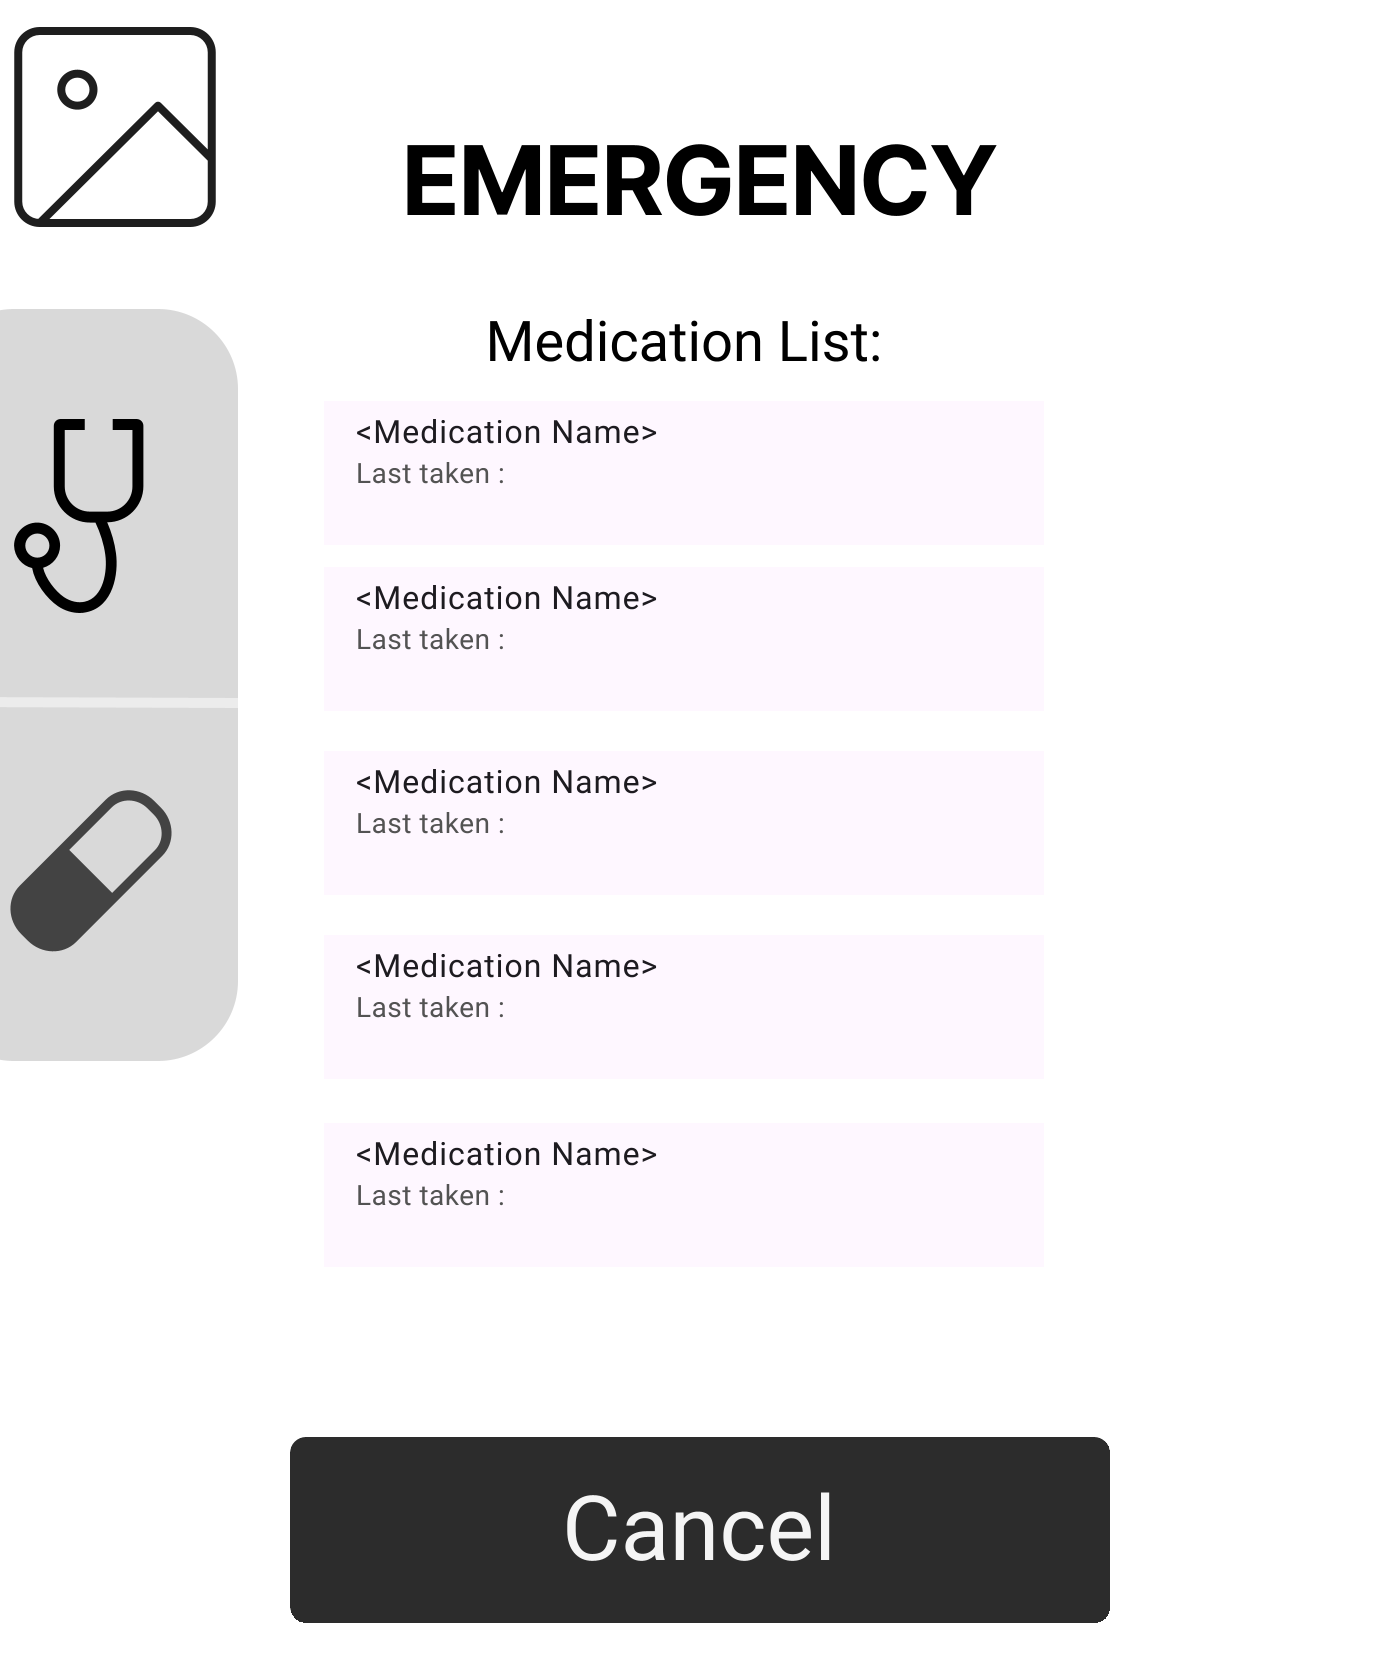 EMERGENCY
Medication List:
<Medication Name>
Last taken :
<Medication Name>
Last taken :
<Medication Name>
Last taken :
<Medication Name>
Last taken :
<Medication Name>
Last taken :
Cancel